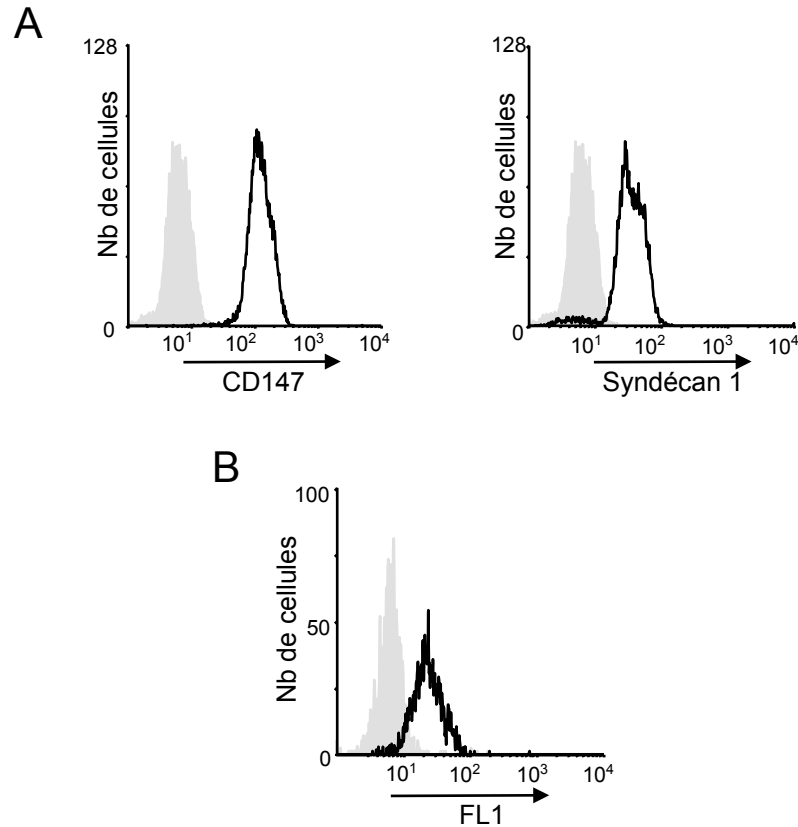 A
128
Nb de cellules
0
10¹ 10² 10³ 10⁴
CD147
128
Nb de cellules
0
10¹ 10² 10³ 10⁴
Syndécan 1
B
100
Nb de cellules
50
0
10¹ 10² 10³ 10⁴
FL1